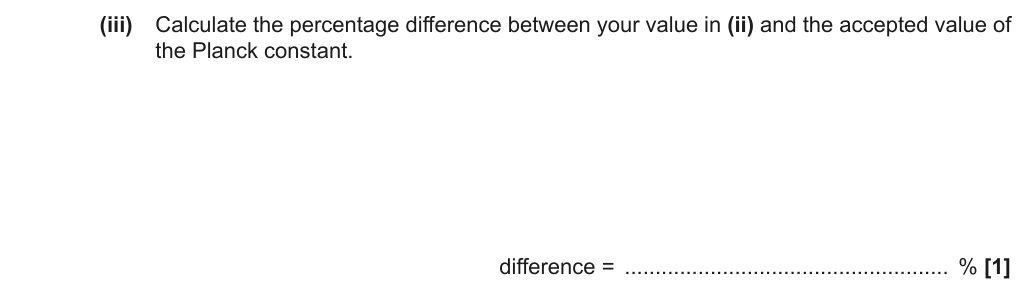 (iii) Calculate the percentage difference between your value in (ii) and the accepted value of
the Planck constant.
difference = ..................................................... % [1]